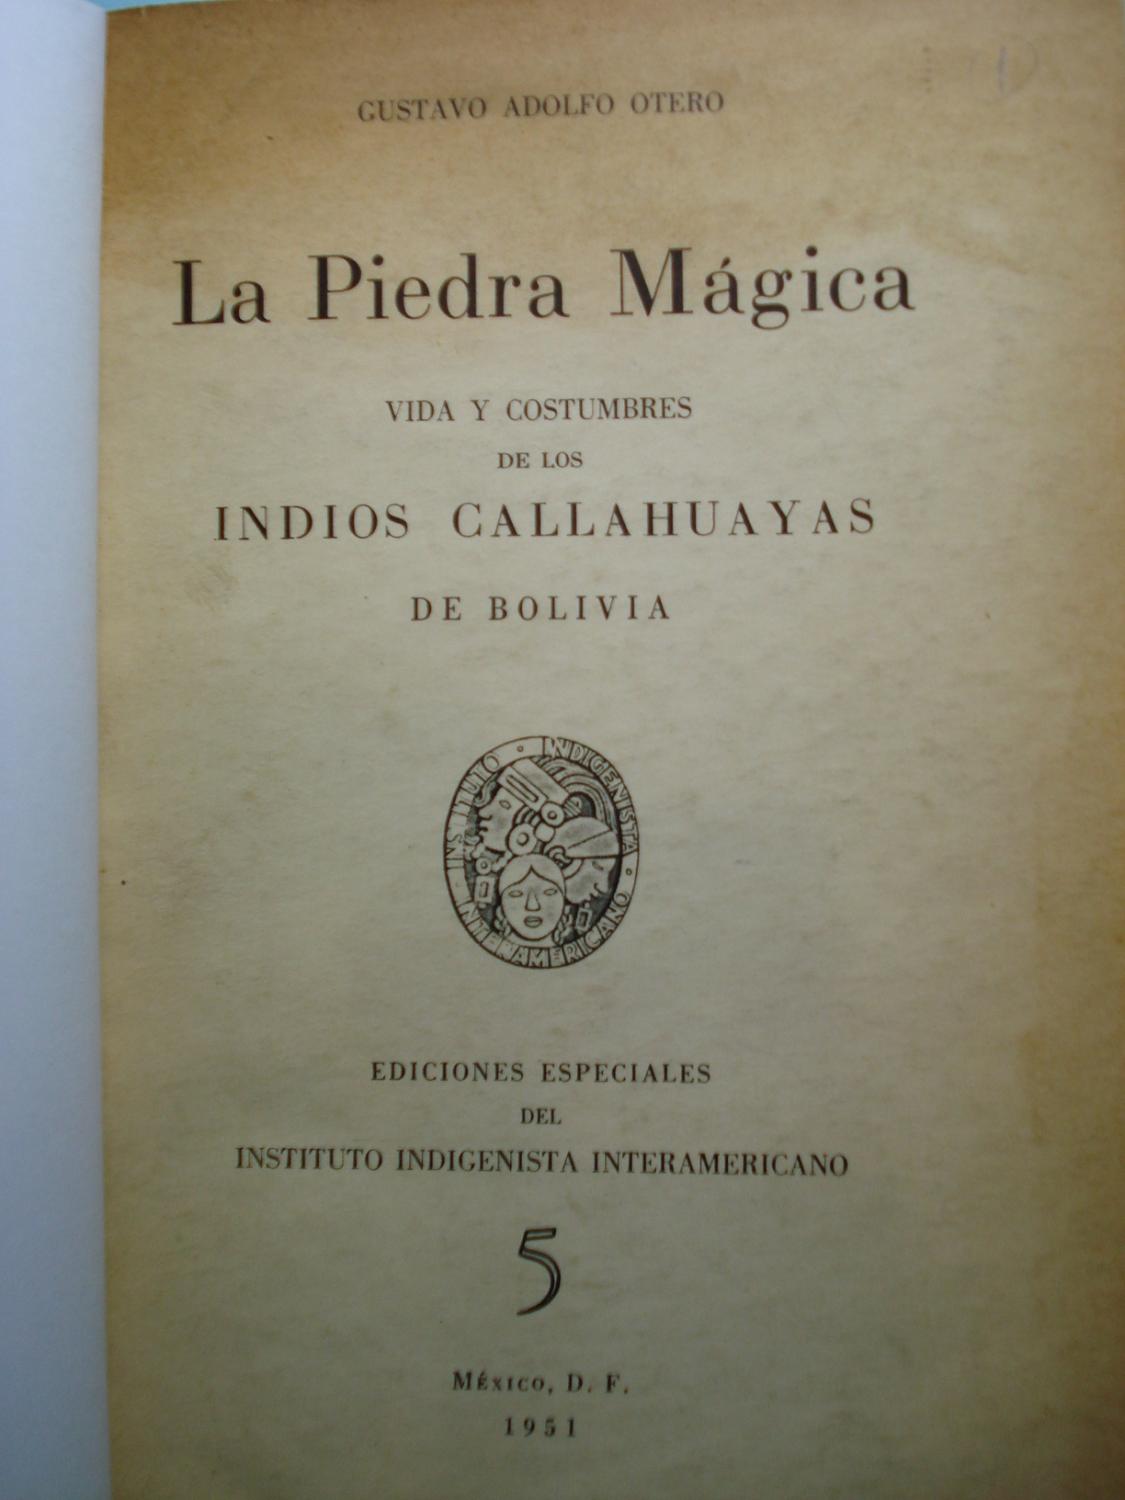 GUSTAVO ADOLFO OTERO
La Piedra Mágica
VIDA Y COSTUMBRES
DE LOS
INDIOS CALLAHUAYAS
DE BOLIVIA
INSTITUTO · INDIGENISTA · INTERAMERICANO
EDICIONES ESPECIALES
DEL
INSTITUTO INDIGENISTA INTERAMERICANO
5
México, D. F.
1951